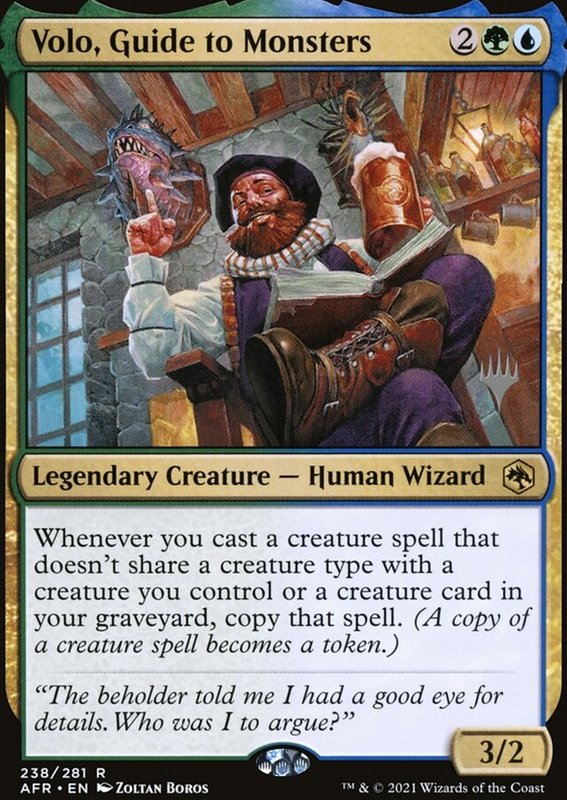 Volo, Guide to Monsters 2
Legendary Creature — Human Wizard
Whenever you cast a creature spell that
doesn't share a creature type with a
creature you control or a creature card in
your graveyard, copy that spell. (A copy of
a creature spell becomes a token.)
“The beholder told me I had a good eye for
details. Who was I to argue?”
3/2
238/281 R
AFR • EN Zoltan Boros
™ & © 2021 Wizards of the Coast